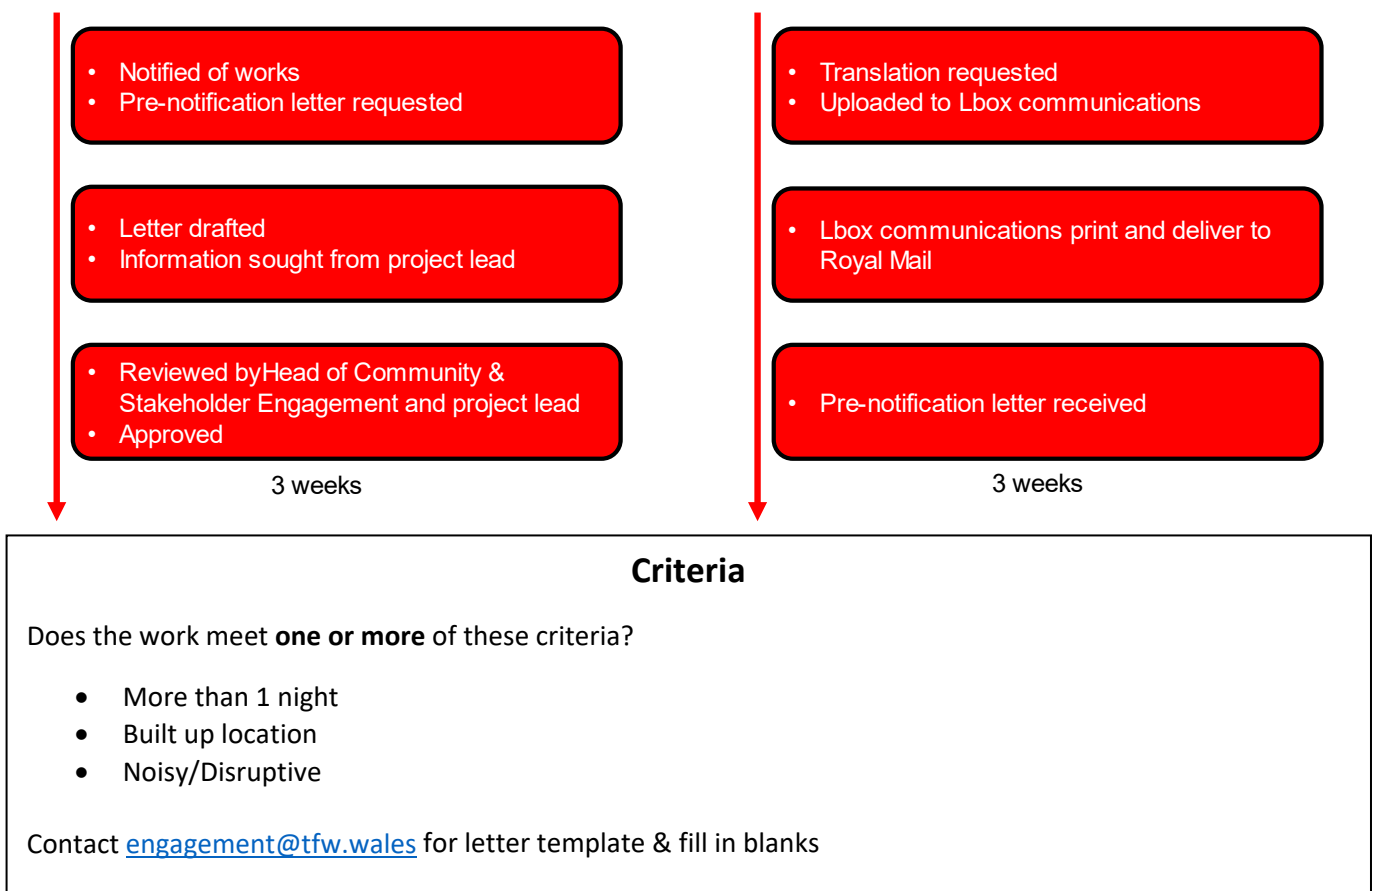 • Notified of works
• Pre-notification letter requested
• Letter drafted
• Information sought from project lead
• Reviewed byHead of Community &
Stakeholder Engagement and project lead
• Approved
3 weeks
• Translation requested
• Uploaded to Lbox communications
• Lbox communications print and deliver to
Royal Mail
• Pre-notification letter received
3 weeks
Criteria
Does the work meet one or more of these criteria?
• More than 1 night
• Built up location
• Noisy/Disruptive
Contact engagement@tfw.wales for letter template & fill in blanks